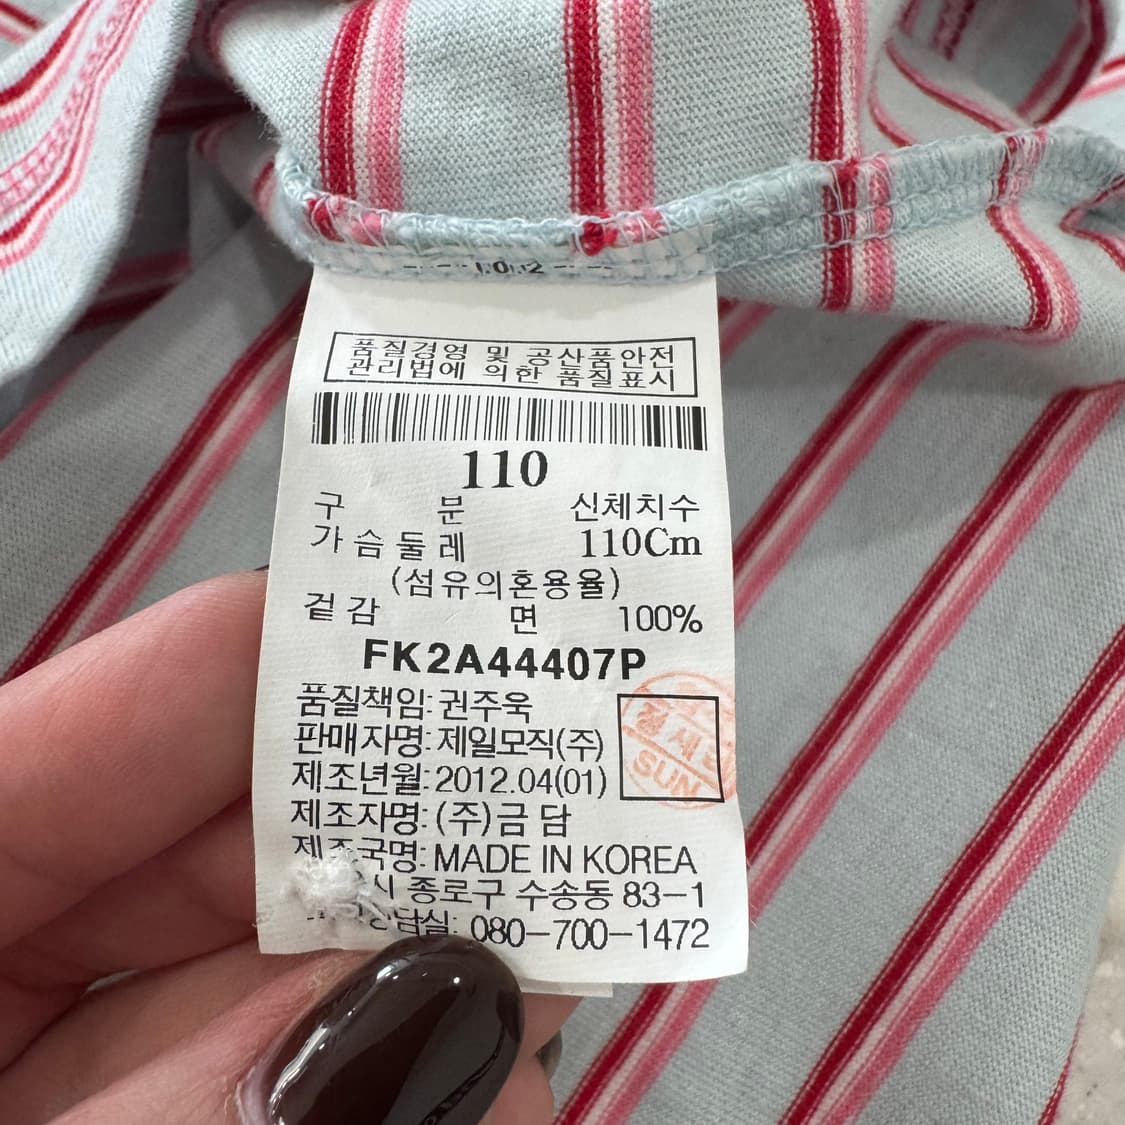 품질경영 및 공산품안전
관리법에 의한 품질표시
110
구 분 신체치수
가슴둘레 110Cm
(섬유의혼용율)
겉감 면 100%
FK2A44407P
품질책임: 권주욱
판매자명: 제일모직(주)
제조년월: 2012.04(01)
제조자명: (주)금담
제조국명: MADE IN KOREA
종로구 수송동 83-1
080-700-1472
SUN